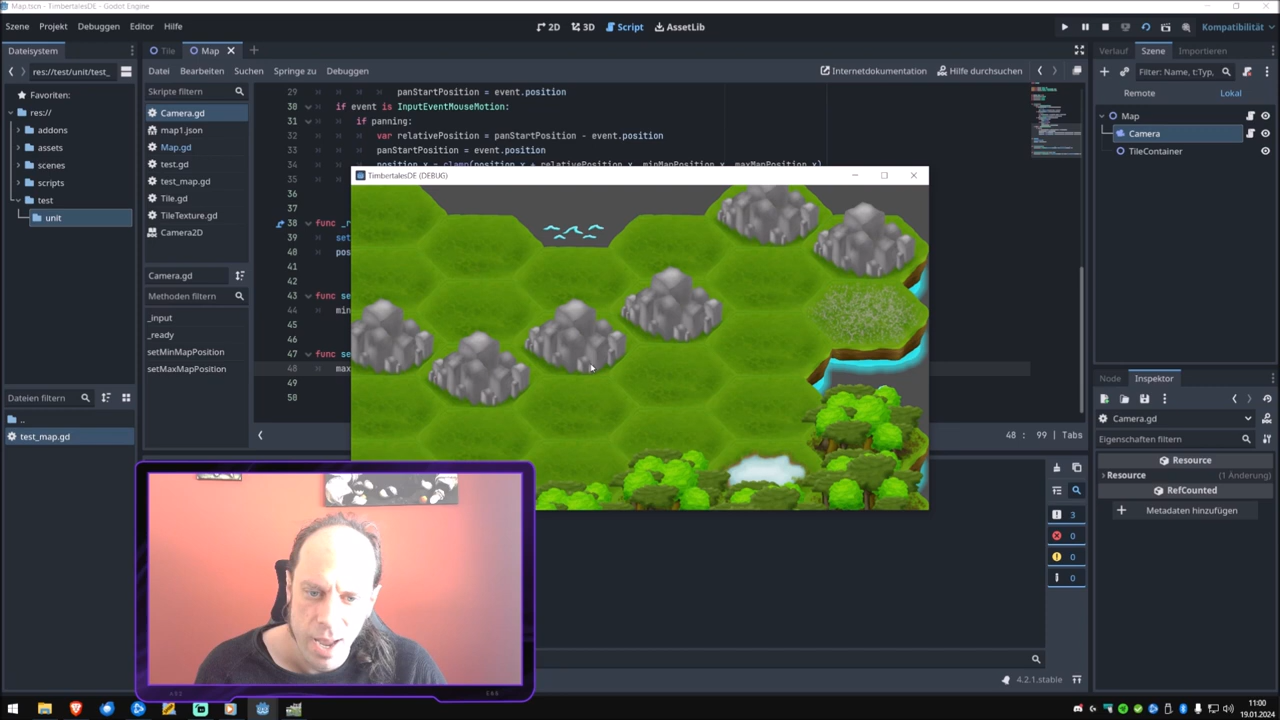 Map.tscn - TimbertalesDE - Godot Engine
Szene Projekt Debuggen Editor Hilfe
2D 3D Script AssetLib
Kompatibilität
Dateisystem
Tile Map
Verlauf Szene Importieren
res://test/unit/test_
Datei Bearbeiten Suchen Springe zu Debuggen
Internetdokumentation Hilfe durchsuchen
Filter: Name, t:Typ,
Favoriten:
res://
addons
assets
scenes
scripts
test
unit
Skripte filtern
Camera.gd
map1.json
Map.gd
test.gd
test_map.gd
Tile.gd
TileTexture.gd
Camera2D
Camera.gd
Methoden filtern
_input
_ready
setMinMapPosition
setMaxMapPosition
29 panStartPosition = event.position
30 if event is InputEventMouseMotion:
31 if panning:
32 var relativePosition = panStartPosition - event.position
33 panStartPosition = event.position
34
35
36
37
38 func _r
39 set
40 pos
41
42
43 func se
44 min
45
46
47 func se
48 max
49
50
TimbertalesDE (DEBUG)
Remote Lokal
Map
Camera
TileContainer
Node Inspektor
Camera.gd
Eigenschaften filtern
Resource
Resource (1 Änderung)
RefCounted
Metadaten hinzufügen
Dateien filtern
..
test_map.gd
48 : 99 | Tabs
3
0
0
0
4.2.1.stable
11:00
19.01.2024